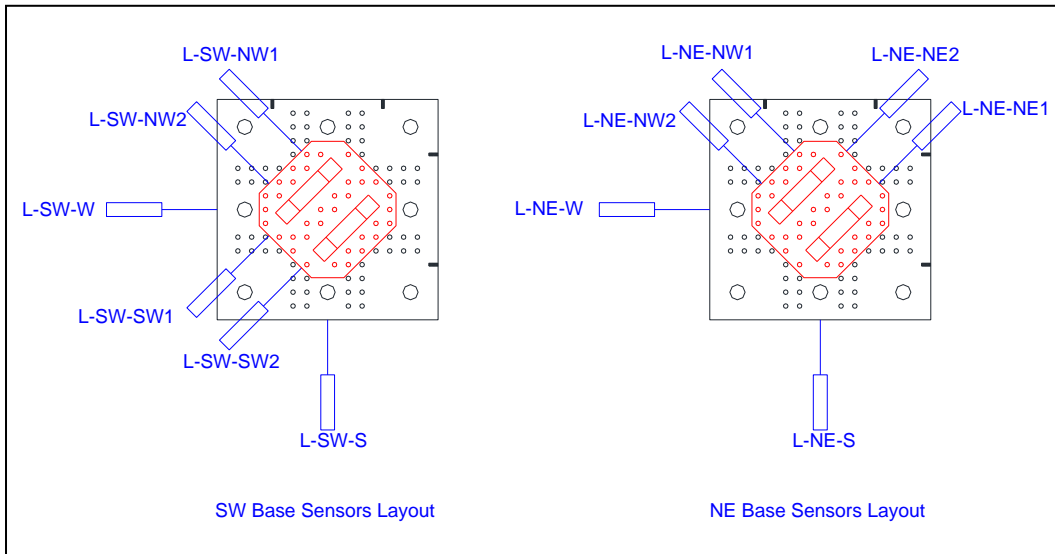 L-SW-NW1
L-SW-NW2
L-SW-W
L-SW-SW1
L-SW-SW2
L-SW-S
SW Base Sensors Layout
L-NE-NW1
L-NE-NE2
L-NE-NW2
L-NE-NE1
L-NE-W
L-NE-S
NE Base Sensors Layout